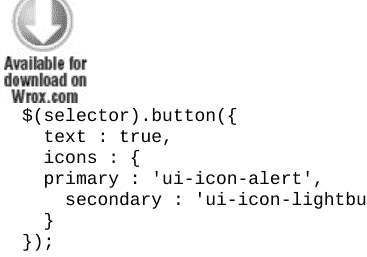 Available for
download on
Wrox.com
$(selector).button({
  text : true,
  icons : {
  primary : 'ui-icon-alert',
    secondary : 'ui-icon-lightbu
  }
});